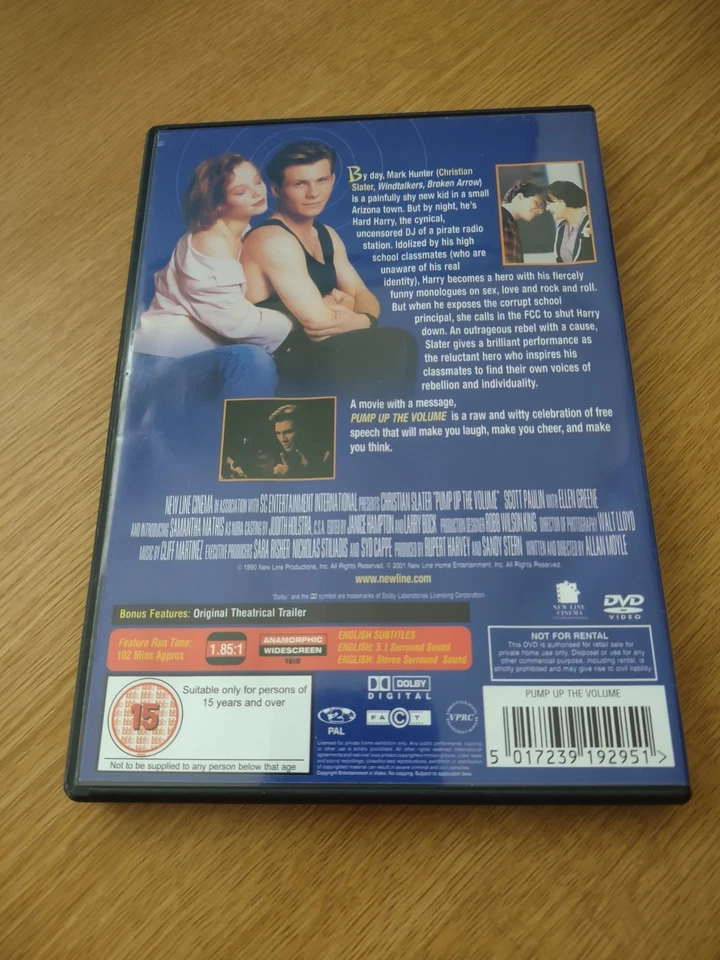 By day, Mark Hunter (Christian
Slater, Windtalkers, Broken Arrow)
is a painfully shy new kid in a small
Arizona town. But by night, he's
Hard Harry, the cynical,
uncensored DJ of a pirate radio
station. Idolized by his high
school classmates (who are
unaware of his real
identity), Harry becomes a hero with his fiercely
funny monologues on sex, love and rock and roll.
But when he exposes the corrupt school
principal, she calls in the FCC to shut Harry
down. An outrageous rebel with a cause,
Slater gives a brilliant performance as
the reluctant hero who inspires his
classmates to find their own voices of
rebellion and individuality.
A movie with a message,
PUMP UP THE VOLUME is a raw and witty celebration of free
speech that will make you laugh, make you cheer, and make
you think.
NEW LINE CINEMA IN ASSOCIATION WITH SC ENTERTAINMENT INTERNATIONAL PRESENTS CHRISTIAN SLATER "PUMP UP THE VOLUME" SCOTT PAULIN WITH ELLEN GREENE
AND INTRODUCING SAMANTHA MATHIS AS NORA CASTING BY JUDITH HOLSTRA, C.S.A. EDITED BY JANICE HAMPTON AND LARRY BOCK PRODUCTION DESIGNER ROBB WILSON KING DIRECTOR OF PHOTOGRAPHY WALT LLOYD
MUSIC BY CLIFF MARTINEZ EXECUTIVE PRODUCERS SARA RISHER NICHOLAS STILIADIS AND SYD CAPPE PRODUCED BY RUPERT HARVEY AND SANDY STERN WRITTEN AND DIRECTED BY ALLAN MOYLE
© 1990 New Line Productions, Inc. All Rights Reserved. © 2001 New Line Home Entertainment, Inc. All Rights Reserved.
www.newline.com
"Dolby" and the symbol are trademarks of Dolby Laboratories Licensing Corporation.
NEW LINE
CINEMA
DVD
VIDEO
Bonus Features: Original Theatrical Trailer
Feature Run Time:
102 Mins Approx
1.85:1
ANAMORPHIC
WIDESCREEN
16:9
ENGLISH SUBTITLES
ENGLISH: 5.1 Surround Sound
ENGLISH: Stereo Surround Sound
NOT FOR RENTAL
This DVD is authorised for retail sale for
private home use only. Disposal or use for any
other commercial purpose, including rental, is
strictly prohibited and may give rise to civil liability
15
Suitable only for persons of
15 years and over
Not to be supplied to any person below that age
DOLBY
DIGITAL
2
PAL
FACT
VPRC
PUMP UP THE VOLUME
5 017239 192951 >